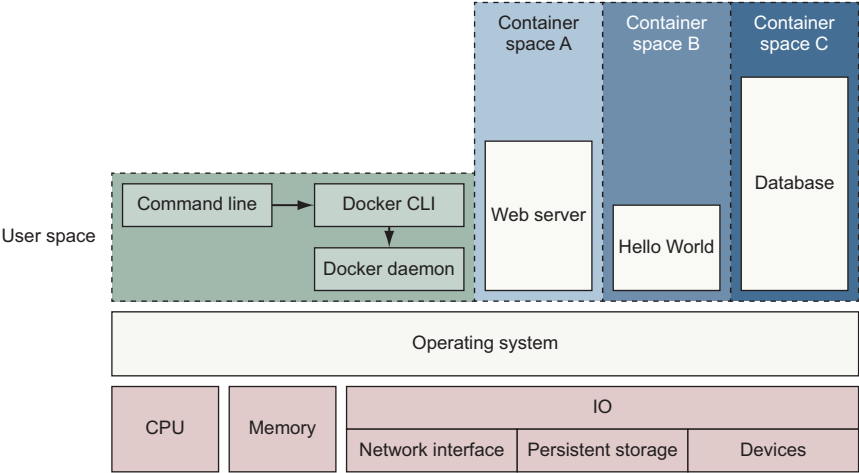 Container
space A
Container
space B
Container
space C
Command line
Docker CLI
Web server
Database
User space
Hello World
Docker daemon
Operating system
CPU
Memory
IO
Network interface
Persistent storage
Devices